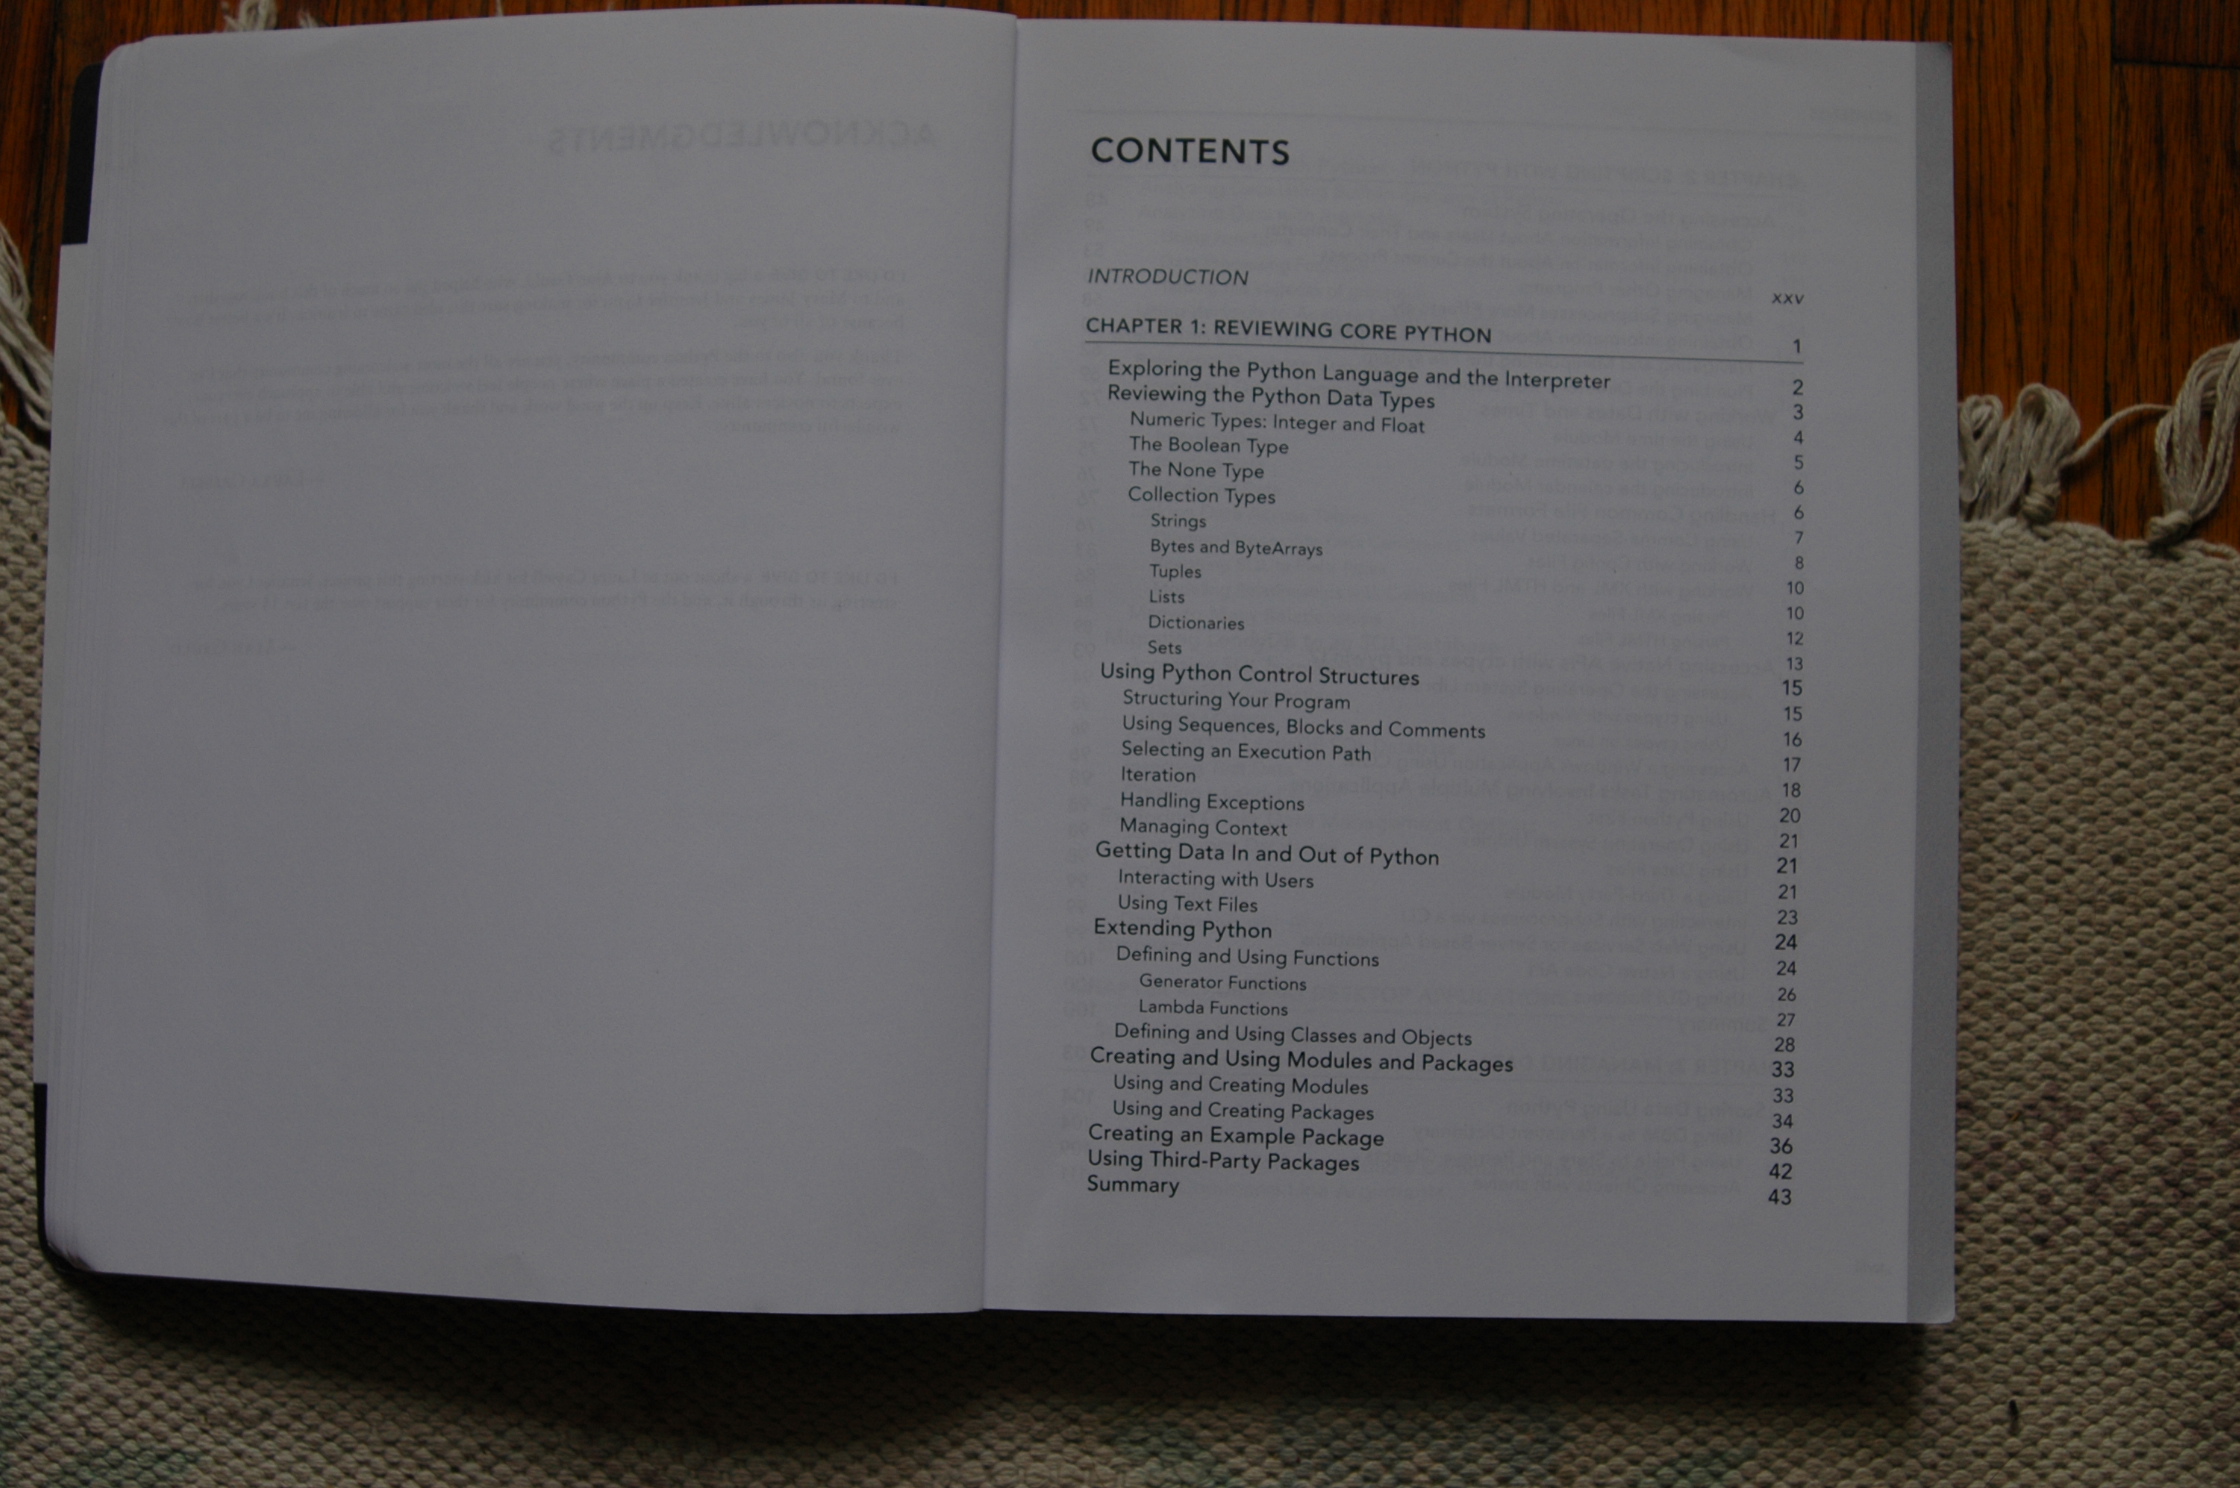 CONTENTS
INTRODUCTION xxv
CHAPTER 1: REVIEWING CORE PYTHON 1
Exploring the Python Language and the Interpreter 2
Reviewing the Python Data Types 3
Numeric Types: Integer and Float 4
The Boolean Type 5
The None Type 6
Collection Types 6
Strings 7
Bytes and ByteArrays 8
Tuples 10
Lists 10
Dictionaries 12
Sets 13
Using Python Control Structures 15
Structuring Your Program 15
Using Sequences, Blocks and Comments 16
Selecting an Execution Path 17
Iteration 18
Handling Exceptions 20
Managing Context 21
Getting Data In and Out of Python 21
Interacting with Users 21
Using Text Files 23
Extending Python 24
Defining and Using Functions 24
Generator Functions 26
Lambda Functions 27
Defining and Using Classes and Objects 28
Creating and Using Modules and Packages 33
Using and Creating Modules 33
Using and Creating Packages 34
Creating an Example Package 36
Using Third-Party Packages 42
Summary 43